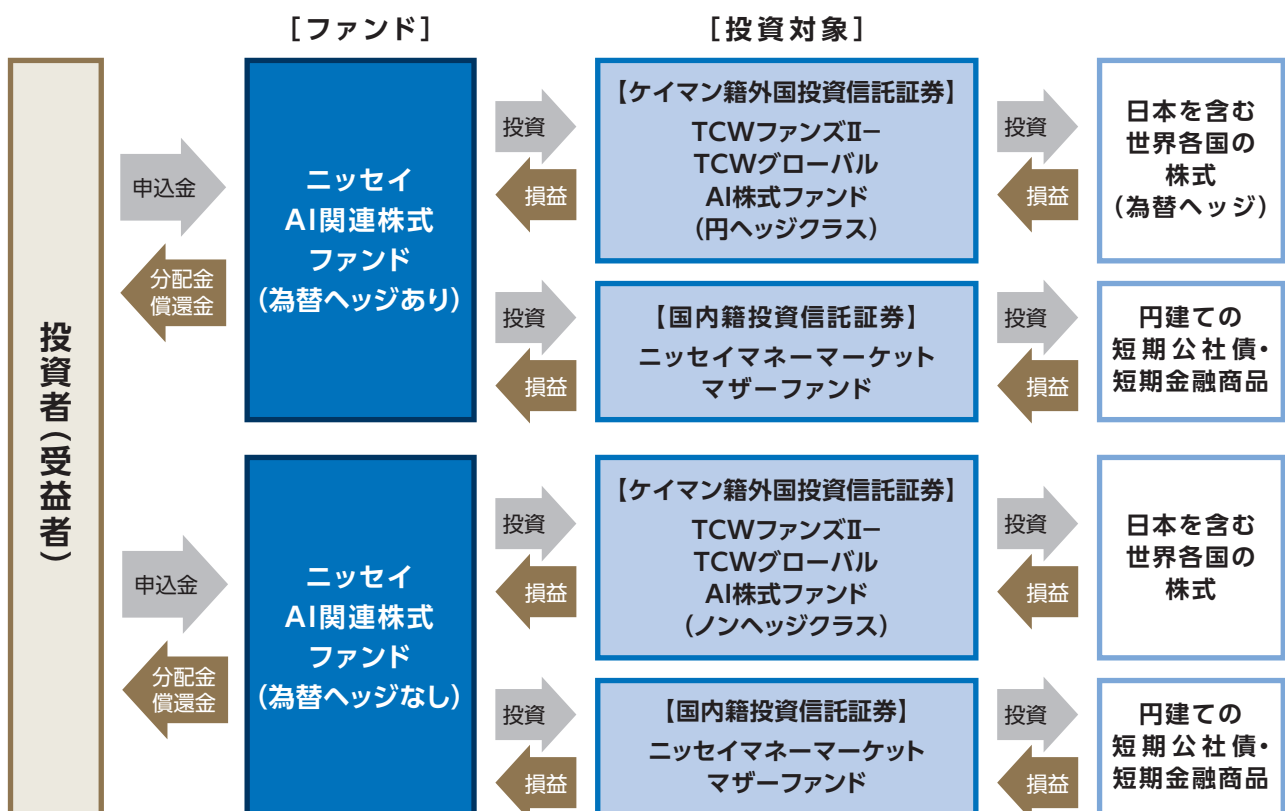 ［ファンド］
［投資対象］
投資者（受益者）
申込金
分配金
償還金
ニッセイ
AI関連株式
ファンド
（為替ヘッジあり）
投資
損益
【ケイマン籍外国投資信託証券】
TCWファンズⅡー
TCWグローバル
AI株式ファンド
（円ヘッジクラス）
投資
損益
日本を含む
世界各国の
株式
（為替ヘッジ）
投資
損益
【国内籍投資信託証券】
ニッセイマネーマーケット
マザーファンド
投資
損益
円建ての
短期公社債・
短期金融商品
申込金
分配金
償還金
ニッセイ
AI関連株式
ファンド
（為替ヘッジなし）
投資
損益
【ケイマン籍外国投資信託証券】
TCWファンズⅡー
TCWグローバル
AI株式ファンド
（ノンヘッジクラス）
投資
損益
日本を含む
世界各国の
株式
投資
損益
【国内籍投資信託証券】
ニッセイマネーマーケット
マザーファンド
投資
損益
円建ての
短期公社債・
短期金融商品